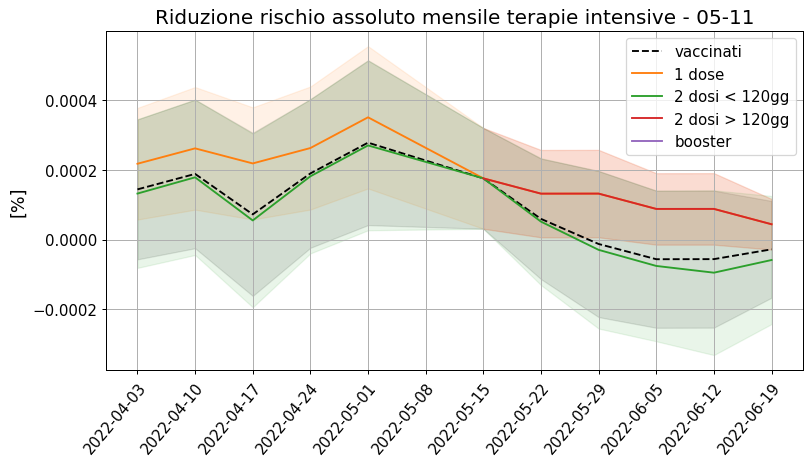 Riduzione rischio assoluto mensile terapie intensive - 05-11
vaccinati
1 dose
2 dosi < 120gg
2 dosi > 120gg
booster
[%]
0.0004
0.0002
0.0000
−0.0002
2022-04-03
2022-04-10
2022-04-17
2022-04-24
2022-05-01
2022-05-08
2022-05-15
2022-05-22
2022-05-29
2022-06-05
2022-06-12
2022-06-19